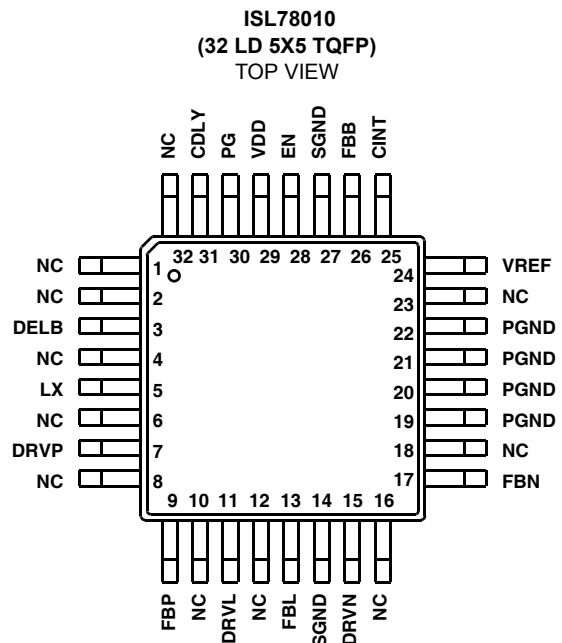 ISL78010
(32 LD 5X5 TQFP)
TOP VIEW
NC CDLY PG VDD EN SGND FBB CINT
32 31 30 29 28 27 26 25
NC 1 24 VREF
NC 2 23 NC
DELB 3 22 PGND
NC 4 21 PGND
LX 5 20 PGND
NC 6 19 PGND
DRVP 7 18 NC
NC 8 17 FBN
9 10 11 12 13 14 15 16
FBP NC DRVL NC FBL SGND DRVN NC